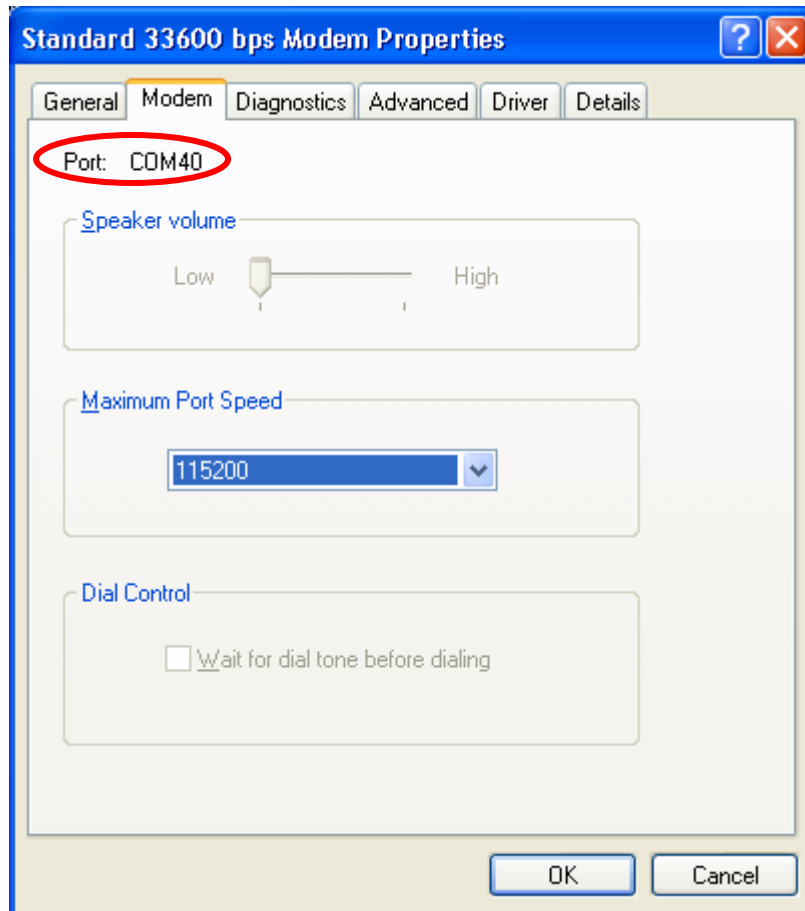 Standard 33600 bps Modem Properties
General Modem Diagnostics Advanced Driver Details
Port: COM40
Speaker volume
Low High
Maximum Port Speed
115200
Dial Control
Wait for dial tone before dialing
OK Cancel